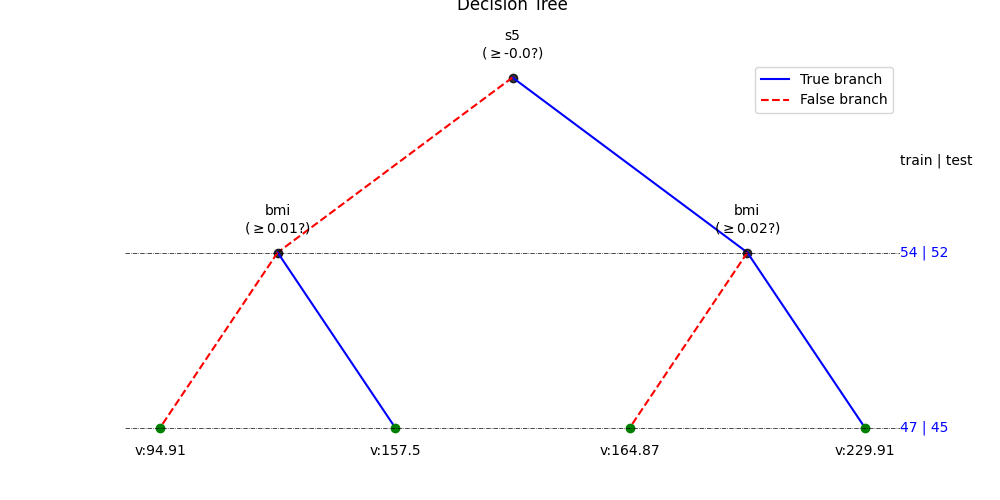 Decision Tree
s5
(≥-0.0?)
True branch
False branch
train | test
bmi
(≥0.01?)
bmi
(≥0.02?)
54 | 52
47 | 45
v:94.91
v:157.5
v:164.87
v:229.91